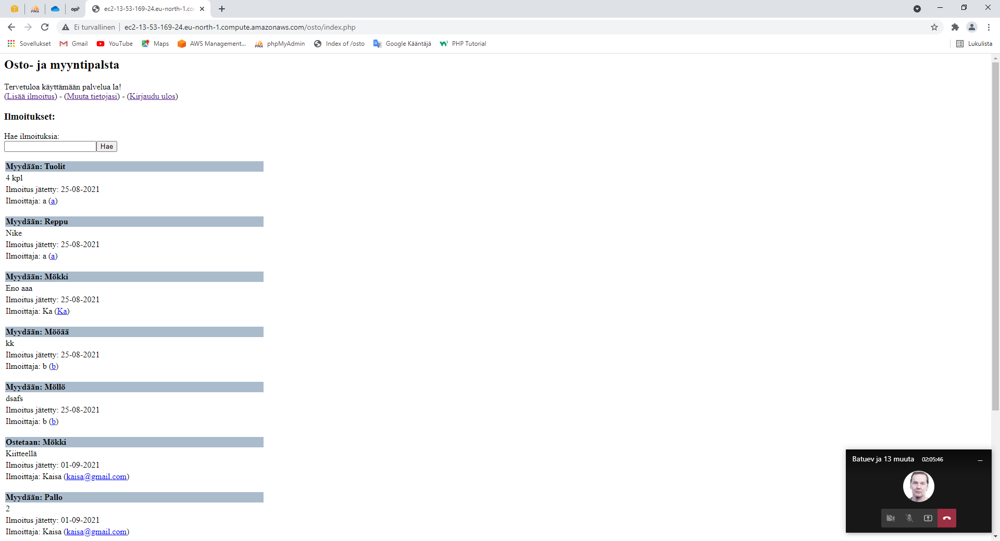 PMA
opi
ec2-13-53-169-24.eu-north-1.co
Ei turvallinen
ec2-13-53-169-24.eu-north-1.compute.amazonaws.com/osto/index.php
Sovellukset
Gmail
YouTube
Maps
AWS Management...
PMA
phpMyAdmin
Index of /osto
Google Kääntäjä
PHP Tutorial
Lukulista
Osto- ja myyntipalsta
Tervetuloa käyttämään palvelua la!
(Lisää ilmoitus) - (Muuta tietojasi) - (Kirjaudu ulos)
Ilmoitukset:
Hae ilmoituksia:
Hae
Myydään: Tuolit
4 kpl
Ilmoitus jätetty: 25-08-2021
Ilmoittaja: a (a)
Myydään: Reppu
Nike
Ilmoitus jätetty: 25-08-2021
Ilmoittaja: a (a)
Myydään: Mökki
Eno aaa
Ilmoitus jätetty: 25-08-2021
Ilmoittaja: Ka (Ka)
Myydään: Mööää
kk
Ilmoitus jätetty: 25-08-2021
Ilmoittaja: b (b)
Myydään: Möllö
dsafs
Ilmoitus jätetty: 25-08-2021
Ilmoittaja: b (b)
Ostetaan: Mökki
Kiitteellä
Ilmoitus jätetty: 01-09-2021
Ilmoittaja: Kaisa (kaisa@gmail.com)
Myydään: Pallo
2
Ilmoitus jätetty: 01-09-2021
Ilmoittaja: Kaisa (kaisa@gmail.com)
Batuev ja 13 muuta 02:05:46